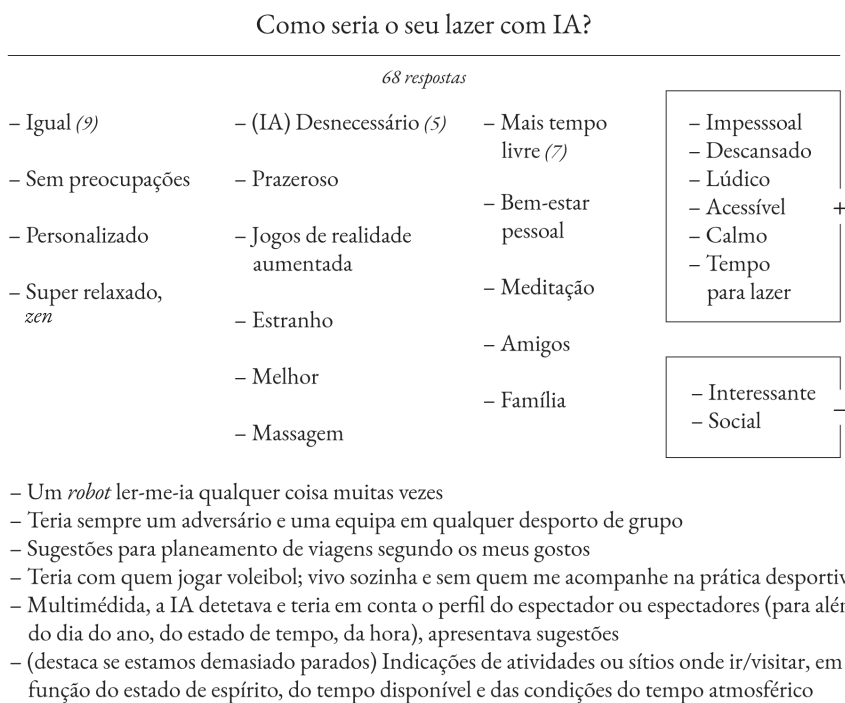 Como seria o seu lazer com IA?
68 respostas
– Igual (9)
– Sem preocupações
– Personalizado
– Super relaxado,
zen
– (IA) Desnecessário (5)
– Prazeroso
– Jogos de realidade
aumentada
– Estranho
– Melhor
– Massagem
– Mais tempo
livre (7)
– Bem-estar
pessoal
– Meditação
– Amigos
– Família
– Impesssoal
– Descansado
– Lúdico
– Acessível
– Calmo
– Tempo
para lazer
+
– Interessante
– Social
–
– Um robot ler-me-ia qualquer coisa muitas vezes
– Teria sempre um adversário e uma equipa em qualquer desporto de grupo
– Sugestões para planeamento de viagens segundo os meus gostos
– Teria com quem jogar voleibol; vivo sozinha e sem quem me acompanhe na prática desportiv
– Multimédida, a IA detetava e teria em conta o perfil do espectador ou espectadores (para alé
do dia do ano, do estado de tempo, da hora), apresentava sugestões
– (destaca se estamos demasiado parados) Indicações de atividades ou sítios onde ir/visitar, em
função do estado de espírito, do tempo disponível e das condições do tempo atmosférico